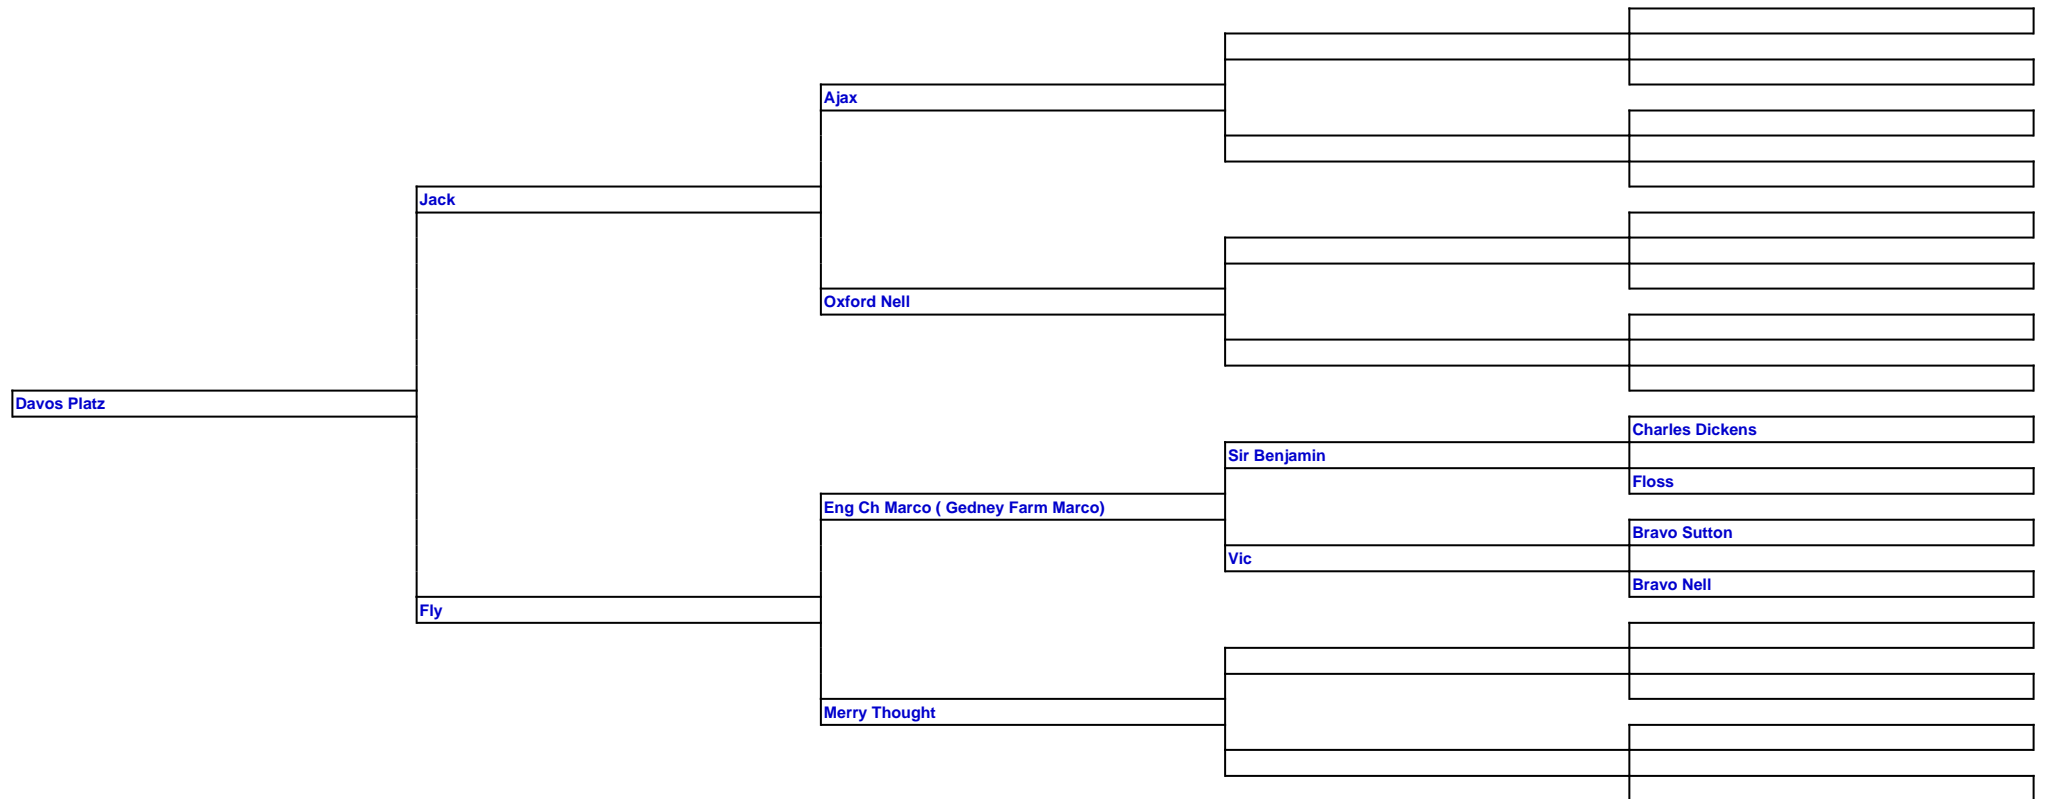 Ajax
Jack
Oxford Nell
Davos Platz
Charles Dickens
Sir Benjamin
Floss
Eng Ch Marco ( Gedney Farm Marco)
Bravo Sutton
Vic
Bravo Nell
Fly
Merry Thought